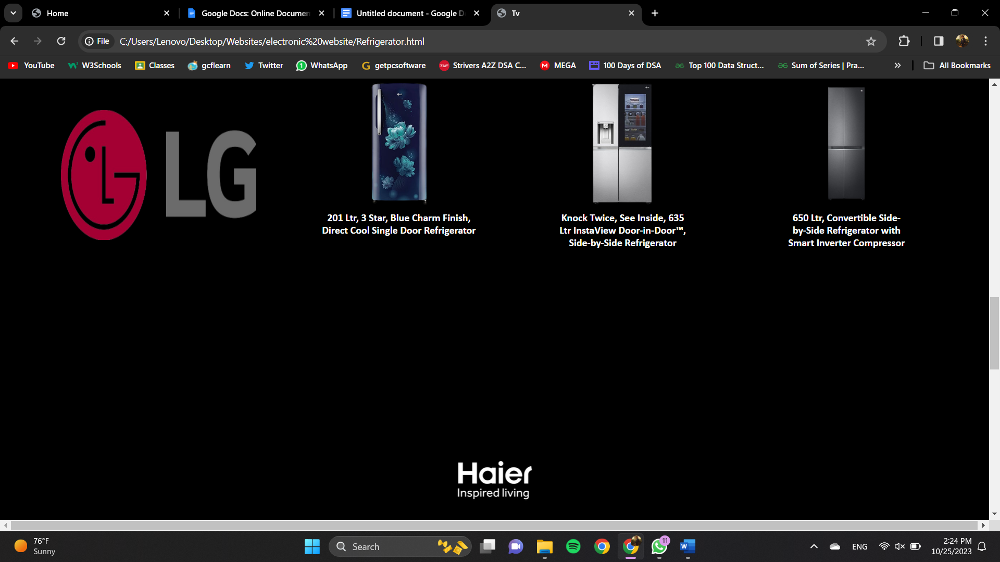 Home
Google Docs: Online Documen
Untitled document - Google D
Tv
File
C:/Users/Lenovo/Desktop/Websites/electronic%20website/Refrigerator.html
YouTube
W3Schools
Classes
gcflearn
Twitter
1
WhatsApp
getpcsoftware
TUF
Strivers A2Z DSA C...
MEGA
100 Days of DSA
Top 100 Data Struct...
Sum of Series | Pra...
All Bookmarks
LG
201 Ltr, 3 Star, Blue Charm Finish,
Direct Cool Single Door Refrigerator
Knock Twice, See Inside, 635
Ltr InstaView Door-in-Door™,
Side-by-Side Refrigerator
650 Ltr, Convertible Side-
by-Side Refrigerator with
Smart Inverter Compressor
Haier
Inspired living
76°F
Sunny
Search
11
W
ENG
2:24 PM
10/25/2023